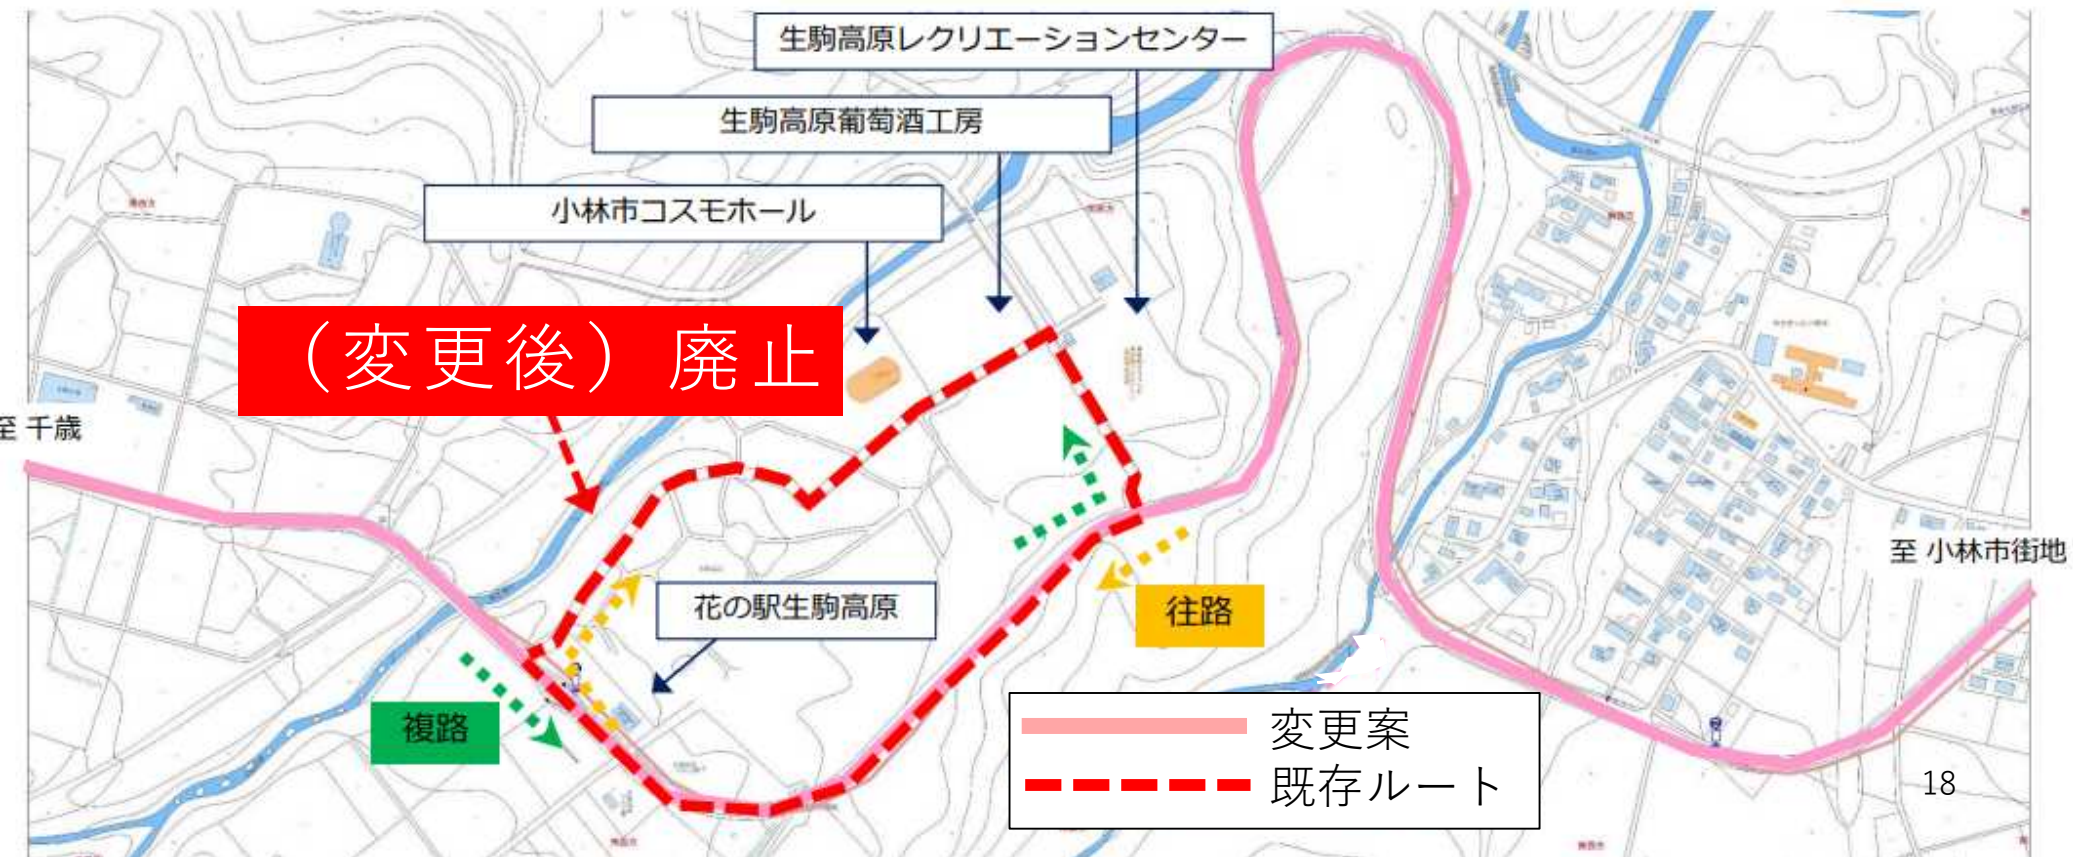 生駒高原レクリエーションセンター
生駒高原葡萄酒工房
小林市コスモホール
（変更後）廃止
至 千歳
至 小林市街地
花の駅生駒高原
往路
複路
変更案
既存ルート
18